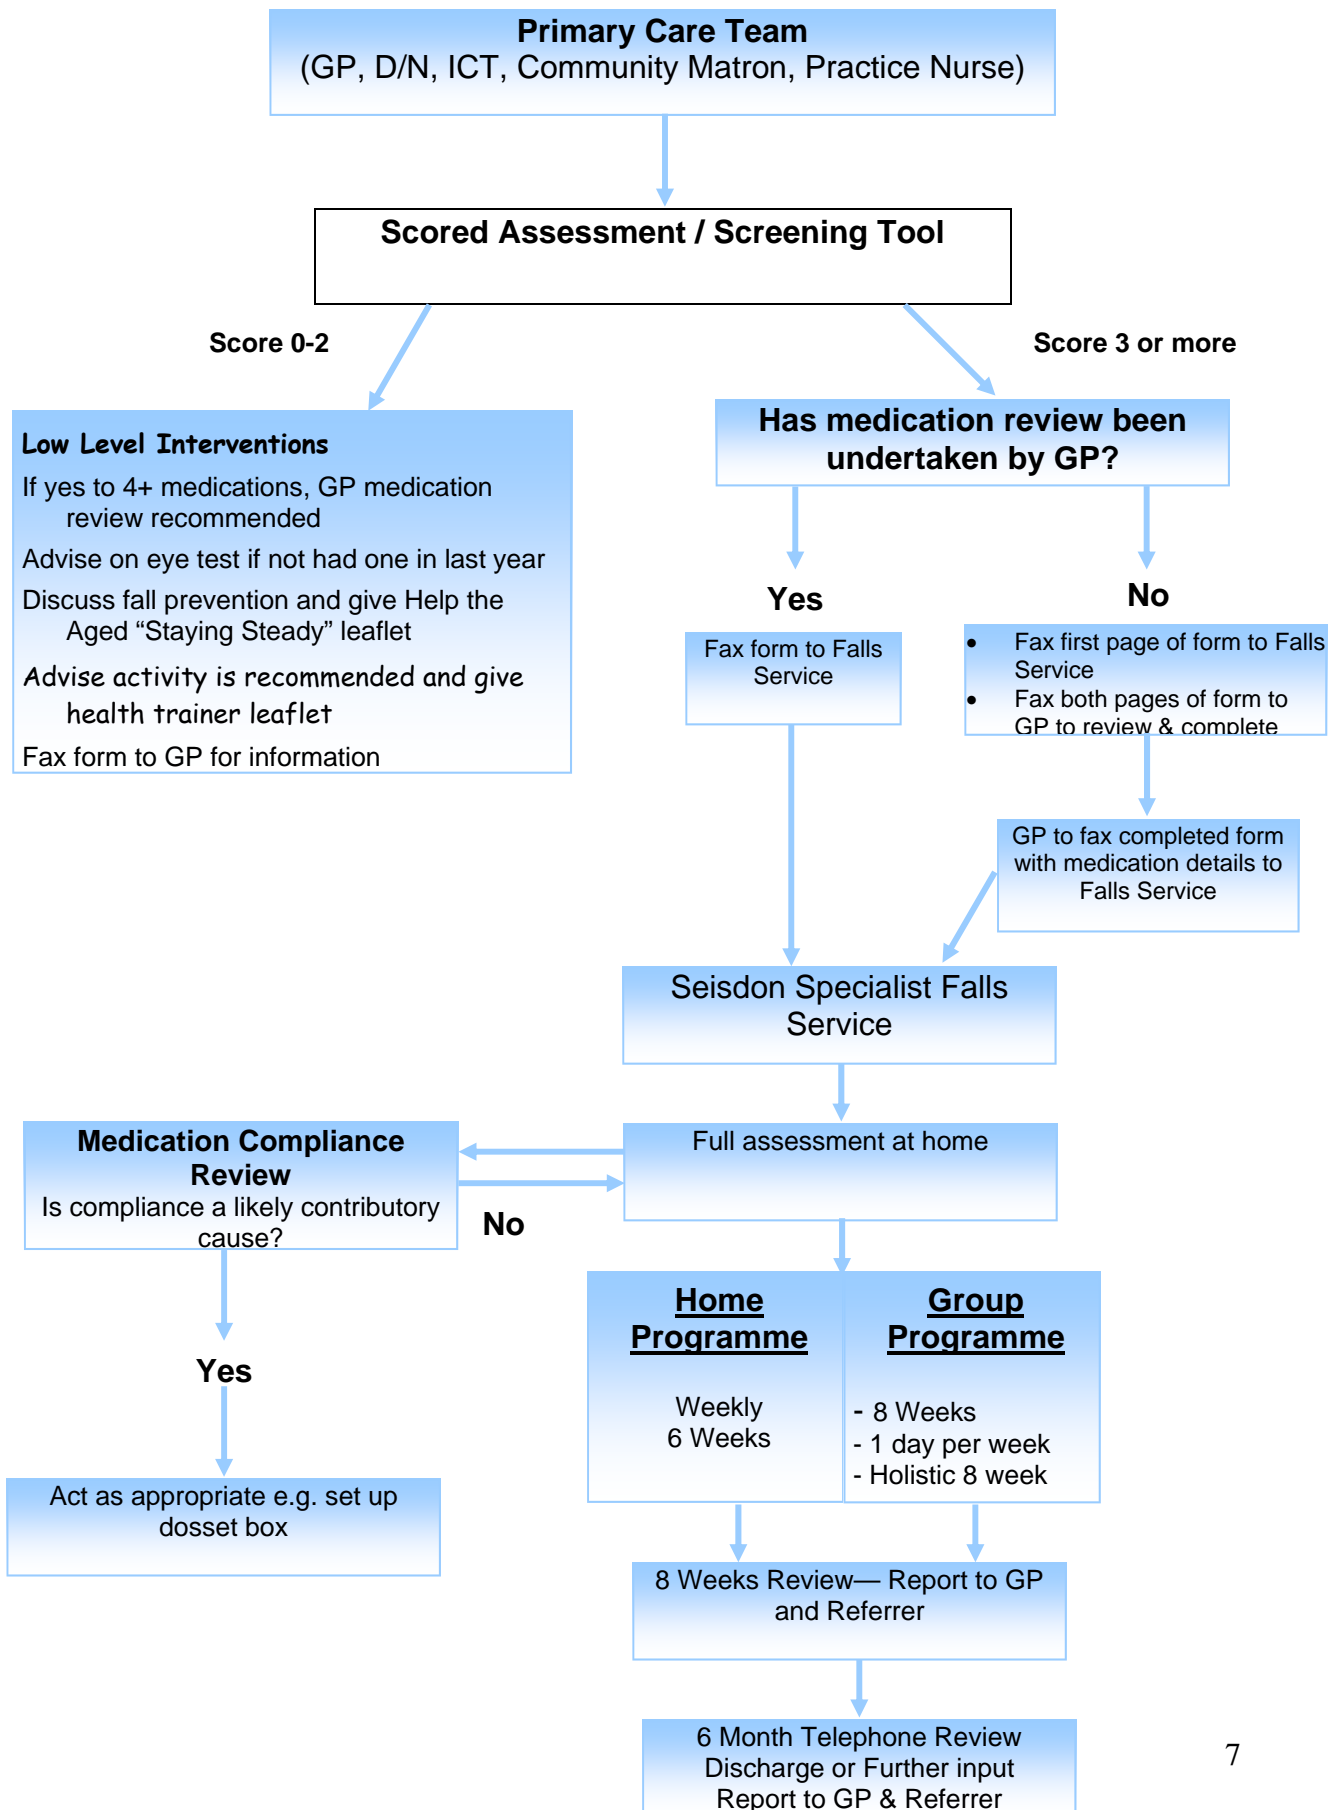 Primary Care Team
(GP, D/N, ICT, Community Matron, Practice Nurse)
Scored Assessment / Screening Tool
Score 0-2
Score 3 or more
Low Level Interventions
If yes to 4+ medications, GP medication
review recommended
Advise on eye test if not had one in last year
Discuss fall prevention and give Help the
Aged “Staying Steady” leaflet
Advise activity is recommended and give
health trainer leaflet
Fax form to GP for information
Has medication review been
undertaken by GP?
Yes
No
Fax form to Falls
Service
• Fax first page of form to Falls
Service
• Fax both pages of form to
GP to review & complete
GP to fax completed form
with medication details to
Falls Service
Seisdon Specialist Falls
Service
Full assessment at home
Medication Compliance
Review
Is compliance a likely contributory
cause?
No
Yes
Act as appropriate e.g. set up
dosset box
Home
Programme
Weekly
6 Weeks
Group
Programme
- 8 Weeks
- 1 day per week
- Holistic 8 week
8 Weeks Review— Report to GP
and Referrer
6 Month Telephone Review
Discharge or Further input
Report to GP & Referrer
7